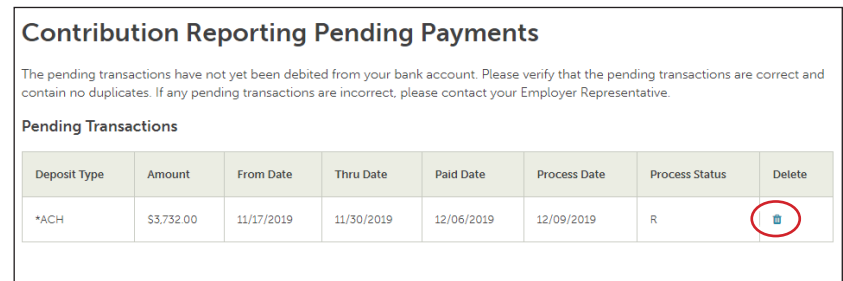 Contribution Reporting Pending Payments
The pending transactions have not yet been debited from your bank account. Please verify that the pending transactions are correct and
contain no duplicates. If any pending transactions are incorrect, please contact your Employer Representative.
Pending Transactions
Deposit Type Amount From Date Thru Date Paid Date Process Date Process Status Delete
*ACH $3,732.00 11/17/2019 11/30/2019 12/06/2019 12/09/2019 R